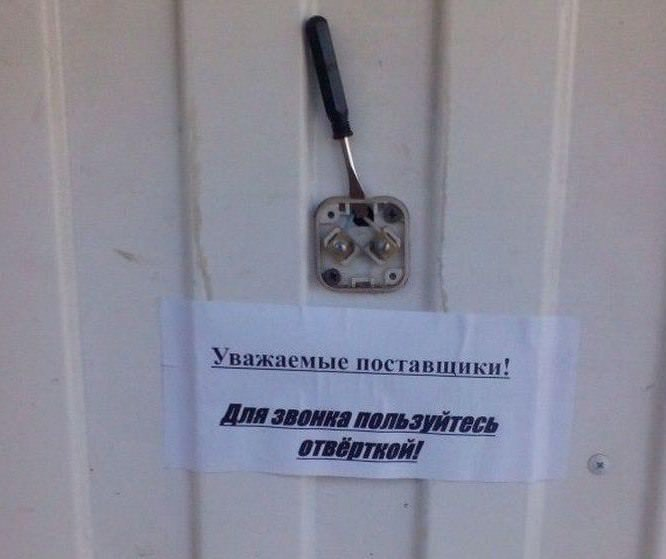 Уважаемые поставщики!
Для звонка пользуйтесь
отвёрткой!